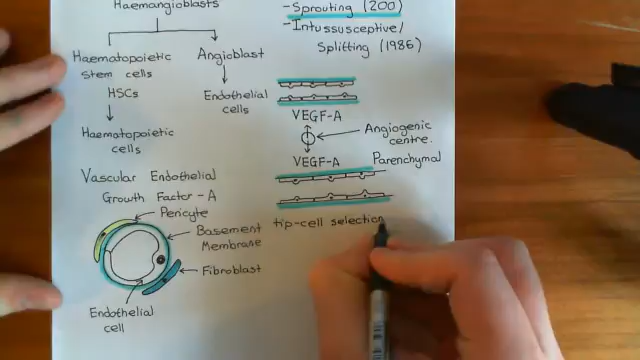 Haemangioblasts
Haematopoietic
Stem cells
HSCs
Haematopoietic
cells
Angioblast
Endothelial
cells
-Sprouting (200)
-Intussusceptive/
Splitting (1986)
VEGF-A
Angiogenic
centre.
VEGF-A
Parenchymal
tip-cell selection
Vascular Endothelial
Growth Factor-A
Pericyte
Basement
Membrane
Fibroblast
Endothelial
cell